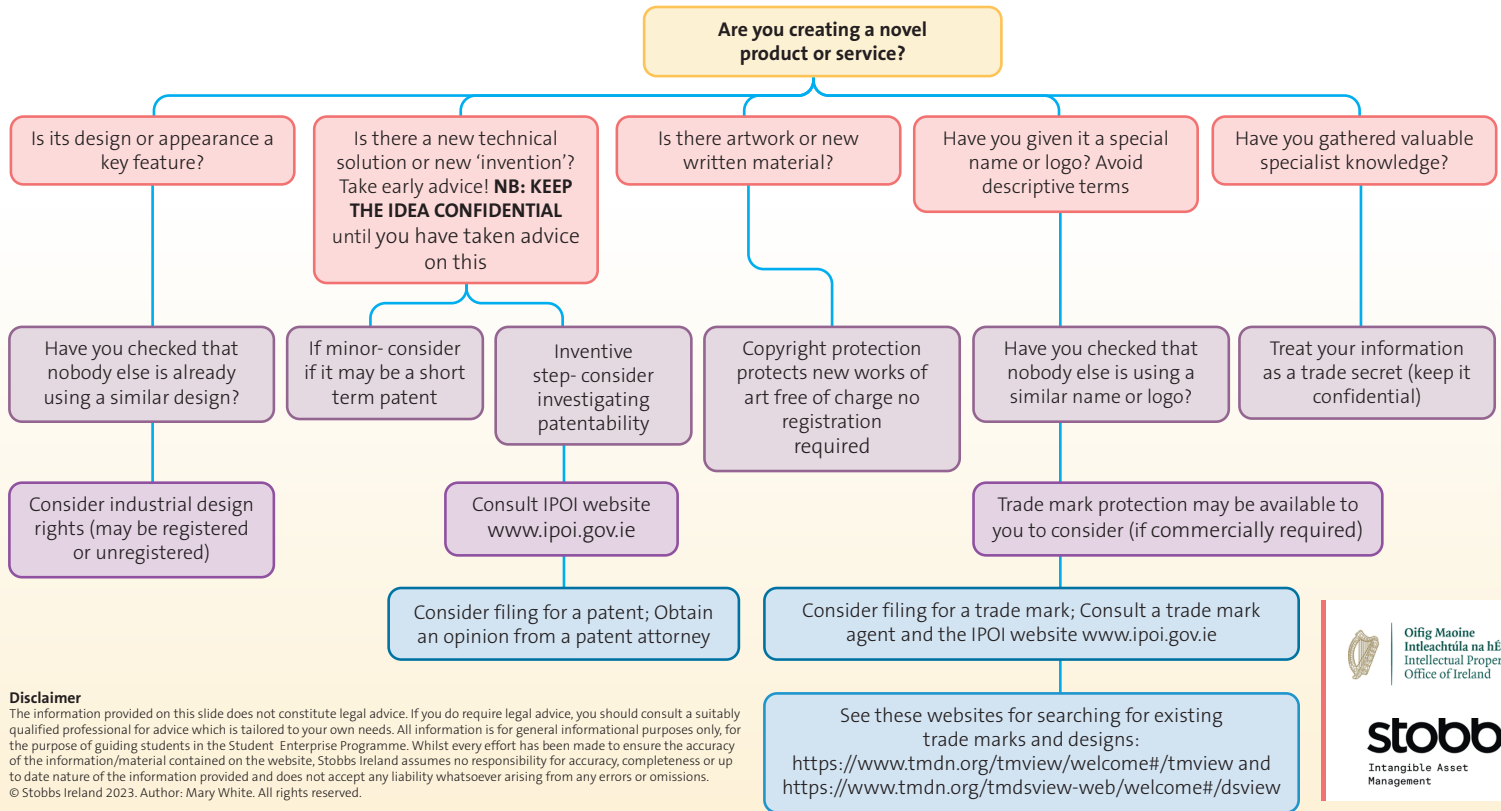 Are you creating a novel
product or service?
Is its design or appearance a
key feature?
Is there a new technical
solution or new ‘invention’?
Take early advice! NB: KEEP
THE IDEA CONFIDENTIAL
until you have taken advice
on this
Is there artwork or new
written material?
Have you given it a special
name or logo? Avoid
descriptive terms
Have you gathered valuable
specialist knowledge?
Have you checked that
nobody else is already
using a similar design?
If minor- consider
if it may be a short
term patent
Inventive
step- consider
investigating
patentability
Copyright protection
protects new works of
art free of charge no
registration
required
Have you checked that
nobody else is using a
similar name or logo?
Treat your information
as a trade secret (keep it
confidential)
Consider industrial design
rights (may be registered
or unregistered)
Consult IPOI website
www.ipoi.gov.ie
Trade mark protection may be available to
you to consider (if commercially required)
Consider filing for a patent; Obtain
an opinion from a patent attorney
Consider filing for a trade mark; Consult a trade mark
agent and the IPOI website www.ipoi.gov.ie
See these websites for searching for existing
trade marks and designs:
https://www.tmdn.org/tmview/welcome#/tmview and
https://www.tmdn.org/tmdsview-web/welcome#/dsview
Disclaimer
The information provided on this slide does not constitute legal advice. If you do require legal advice, you should consult a suitably
qualified professional for advice which is tailored to your own needs. All information is for general informational purposes only, for
the purpose of guiding students in the Student Enterprise Programme. Whilst every effort has been made to ensure the accuracy
of the information/material contained on the website, Stobbs Ireland assumes no responsibility for accuracy, completeness or up
to date nature of the information provided and does not accept any liability whatsoever arising from any errors or omissions.
© Stobbs Ireland 2023. Author: Mary White. All rights reserved.
Oifig Maoine
Intleachtúla na
Intellectual
Office of Ireland
Intangible Asset
Management